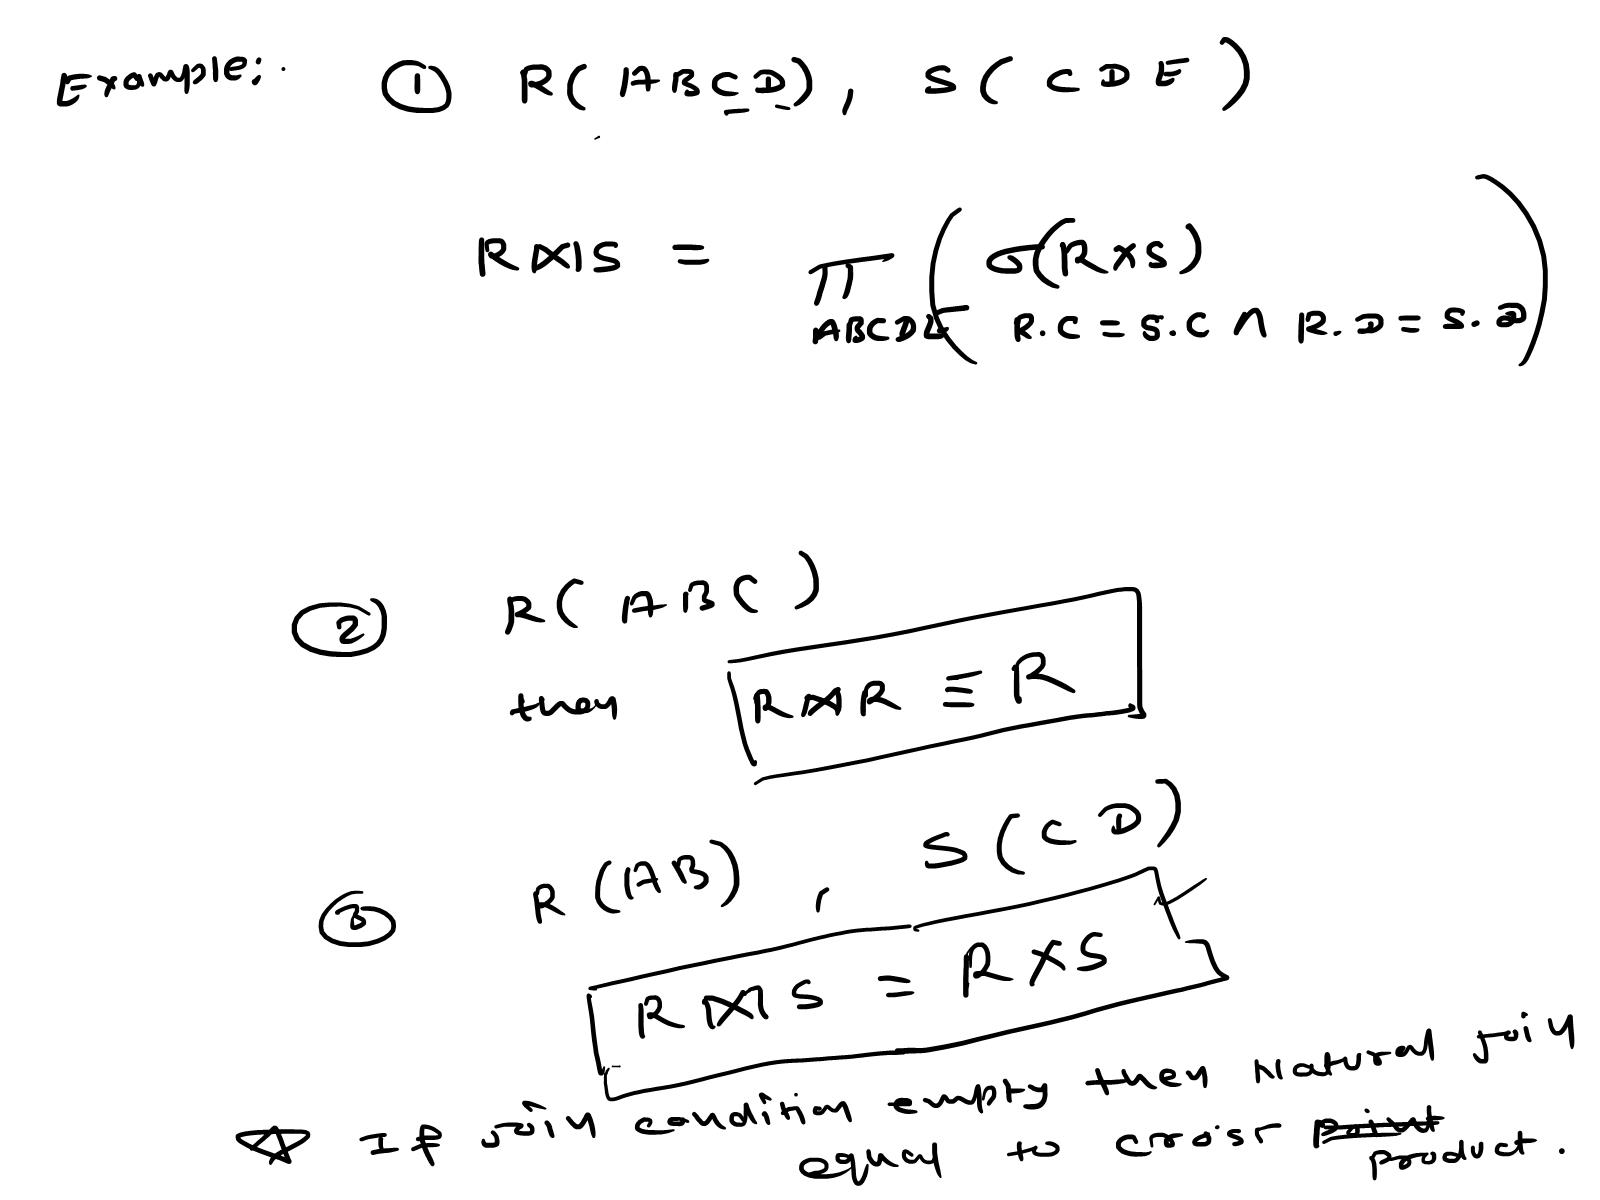 Example: ① R(ABCD), S(CDE)
R⋈S = π ( σ(R×S) )
ABCDE R.C = S.C ∧ R.D = S.D
② R(ABC)
then R⋈R ≡ R
③ R(AB), S(CD)
R⋈S = R×S
☆ If join condition empty then Natural join
equal to cross product.